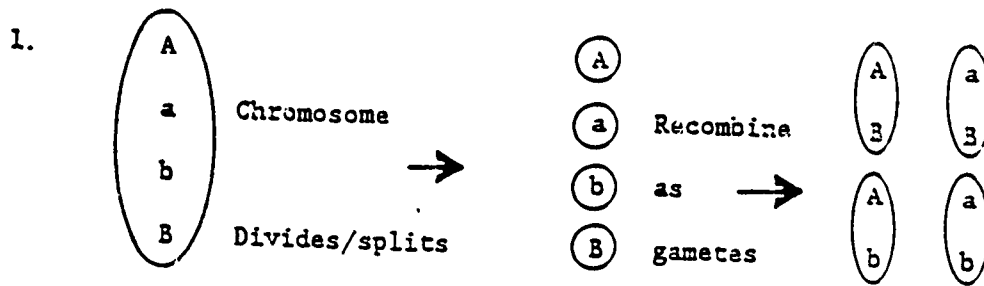 1.
A
a Chromosome
b
B Divides/splits
A
a Recombine
b as
B gametes
A a
B B
A a
b b